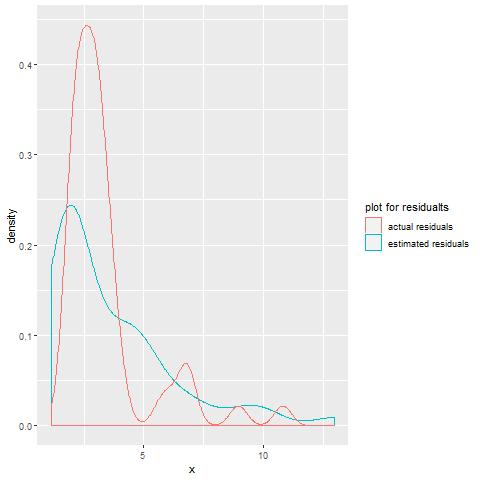 0.4
0.3
0.2
0.1
0.0
density
5
10
x
plot for residualts
actual residuals
estimated residuals